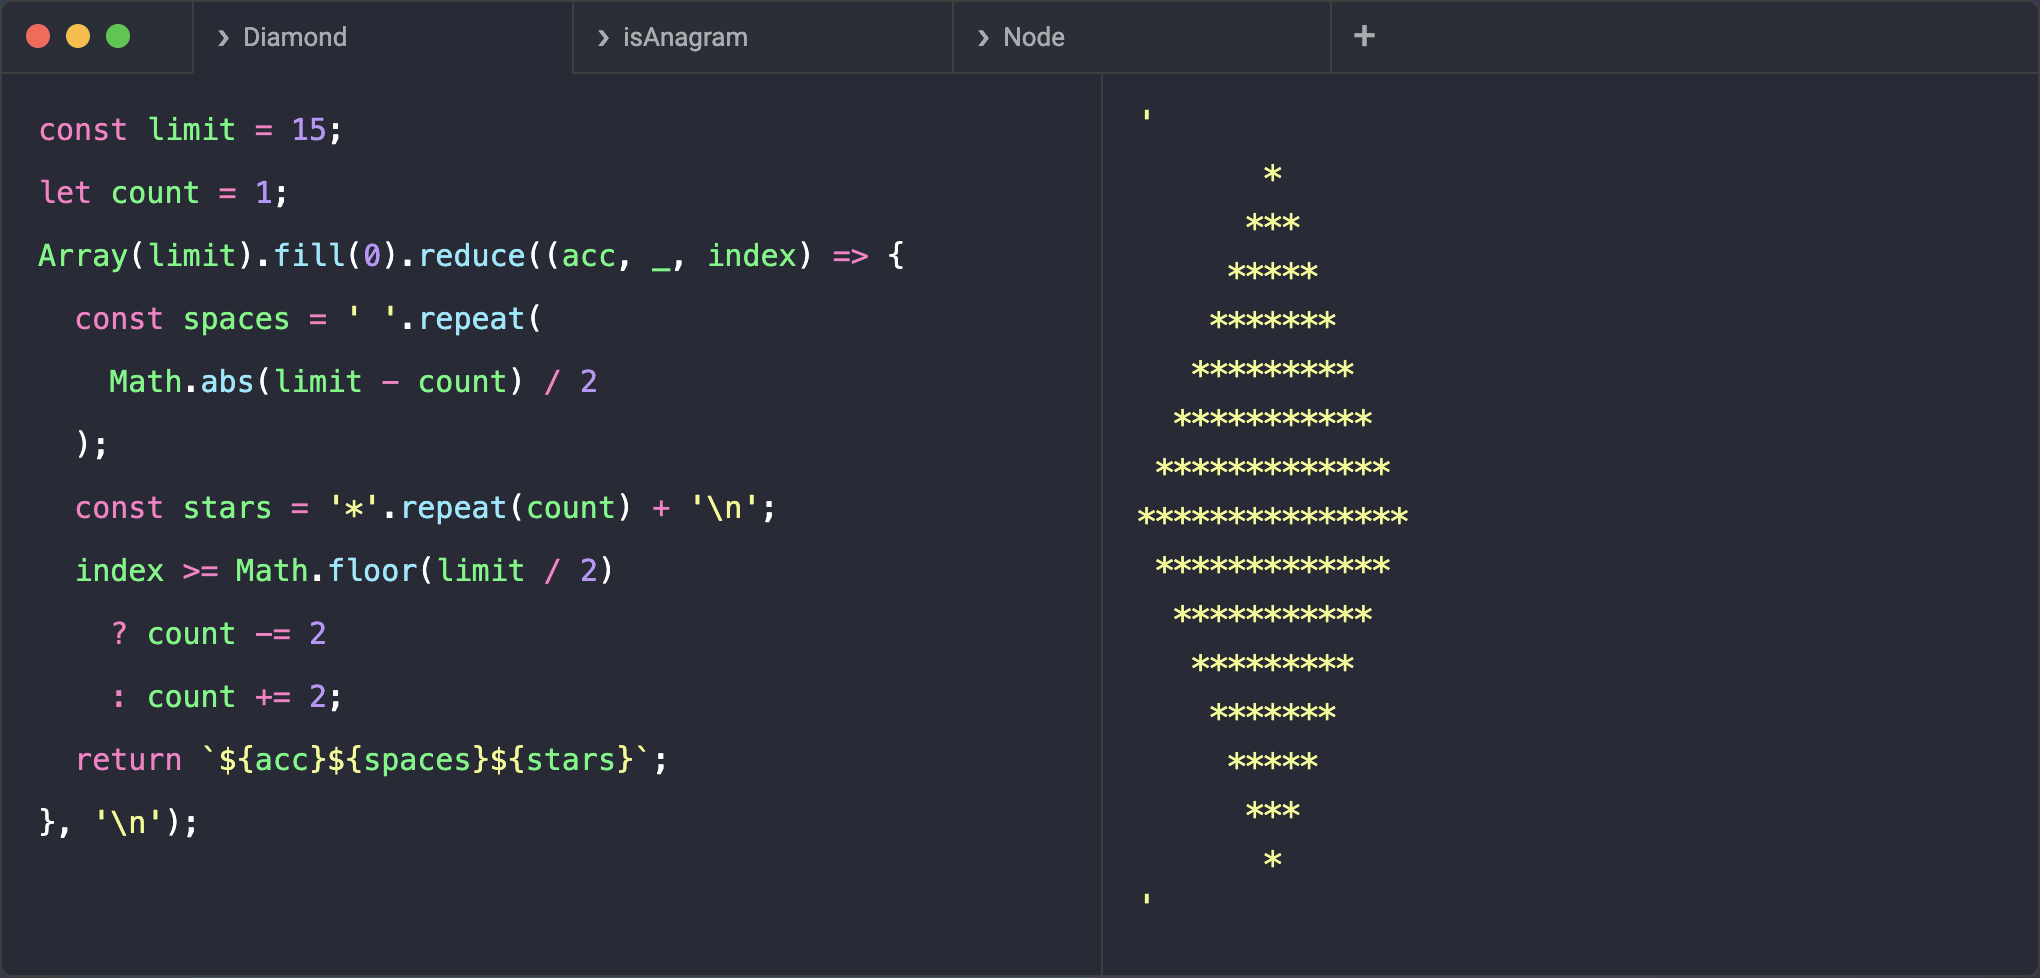 › Diamond › isAnagram › Node +
const limit = 15;
let count = 1;
Array(limit).fill(0).reduce((acc, _, index) => {
  const spaces = ' '.repeat(
    Math.abs(limit - count) / 2
  );
  const stars = '*'.repeat(count) + '\n';
  index >= Math.floor(limit / 2)
    ? count -= 2
    : count += 2;
  return `${acc}${spaces}${stars}`;
}, '\n');
'
       *
      ***
     *****
    *******
   *********
  ***********
 *************
***************
 *************
  ***********
   *********
    *******
     *****
      ***
       *
'